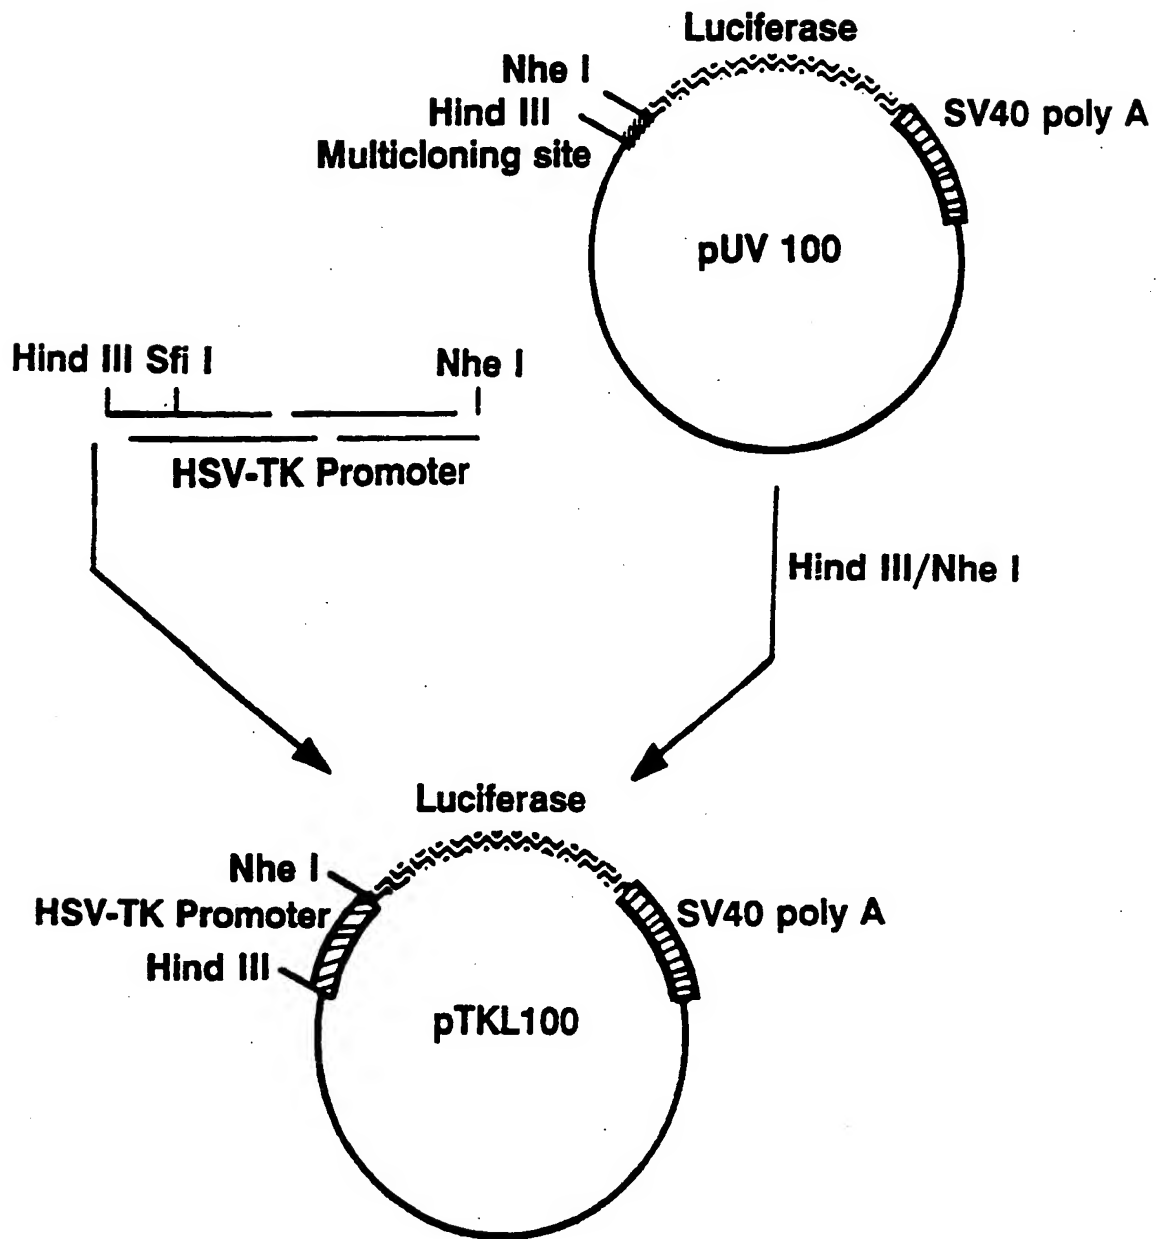 Luciferase
Nhe I
Hind III
Multicloning site
SV40 poly A
pUV 100
Hind III Sfi I
Nhe I
HSV-TK Promoter
Hind III/Nhe I
Luciferase
Nhe I
HSV-TK Promoter
Hind III
SV40 poly A
pTKL100